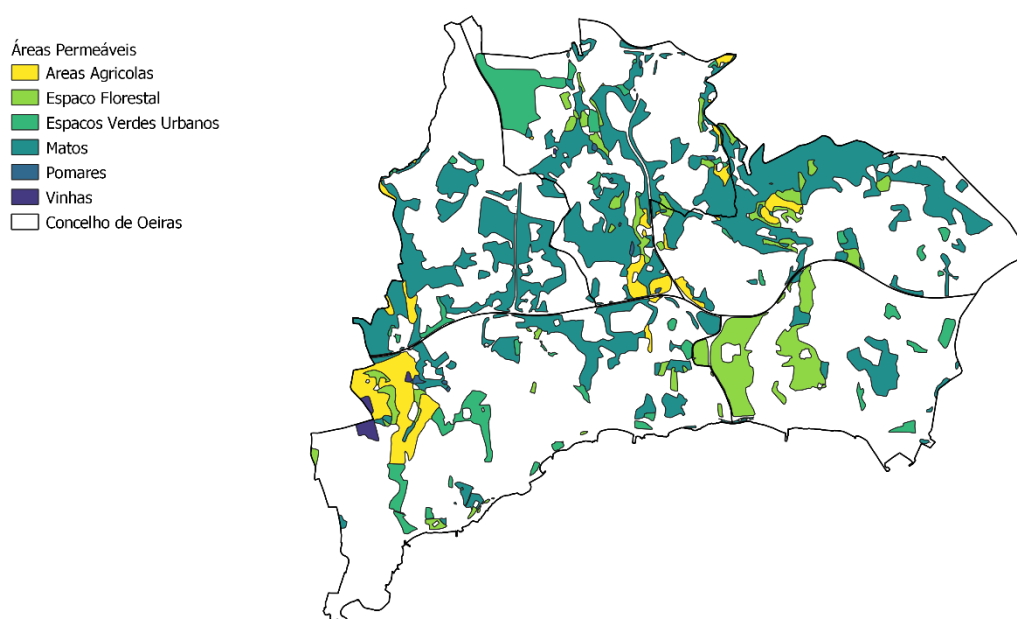 Áreas Permeáveis
Areas Agricolas
Espaco Florestal
Espacos Verdes Urbanos
Matos
Pomares
Vinhas
Concelho de Oeiras